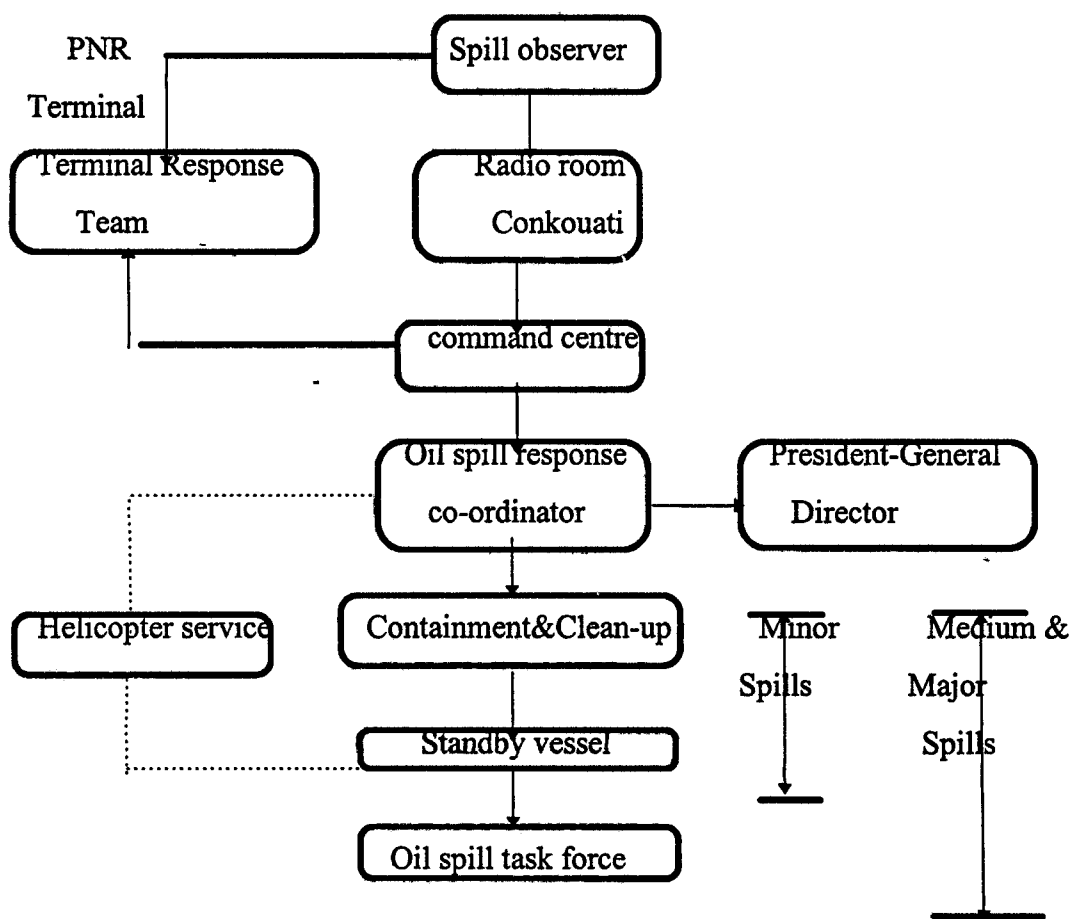 PNR
Terminal
Spill observer
Terminal Response
Team
Radio room
Conkouati
command centre
Oil spill response
co-ordinator
President-General
Director
Helicopter service
Containment&Clean-up
Minor
Spills
Medium &
Major
Spills
Standby vessel
Oil spill task force